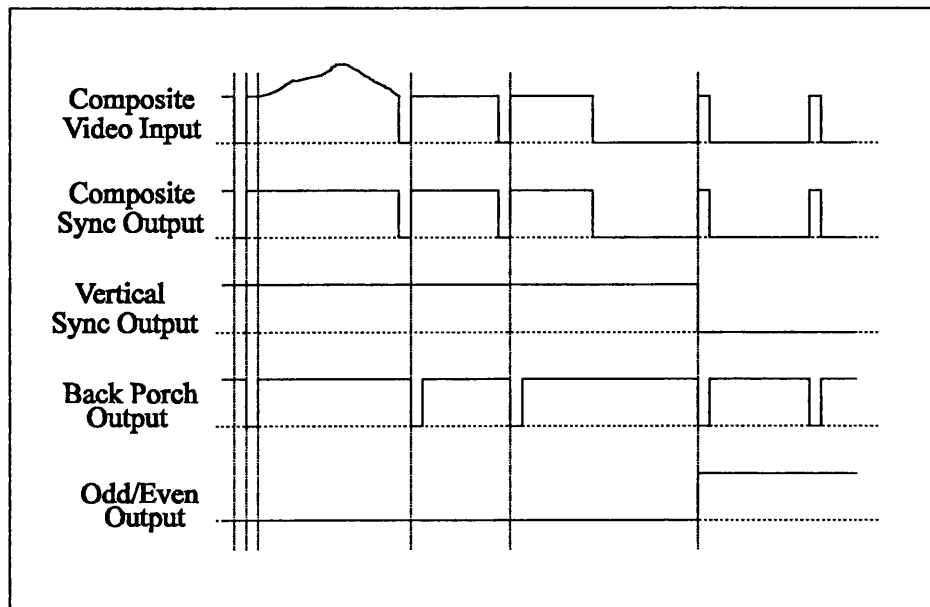 Composite
Video Input
Composite
Sync Output
Vertical
Sync Output
Back Porch
Output
Odd/Even
Output